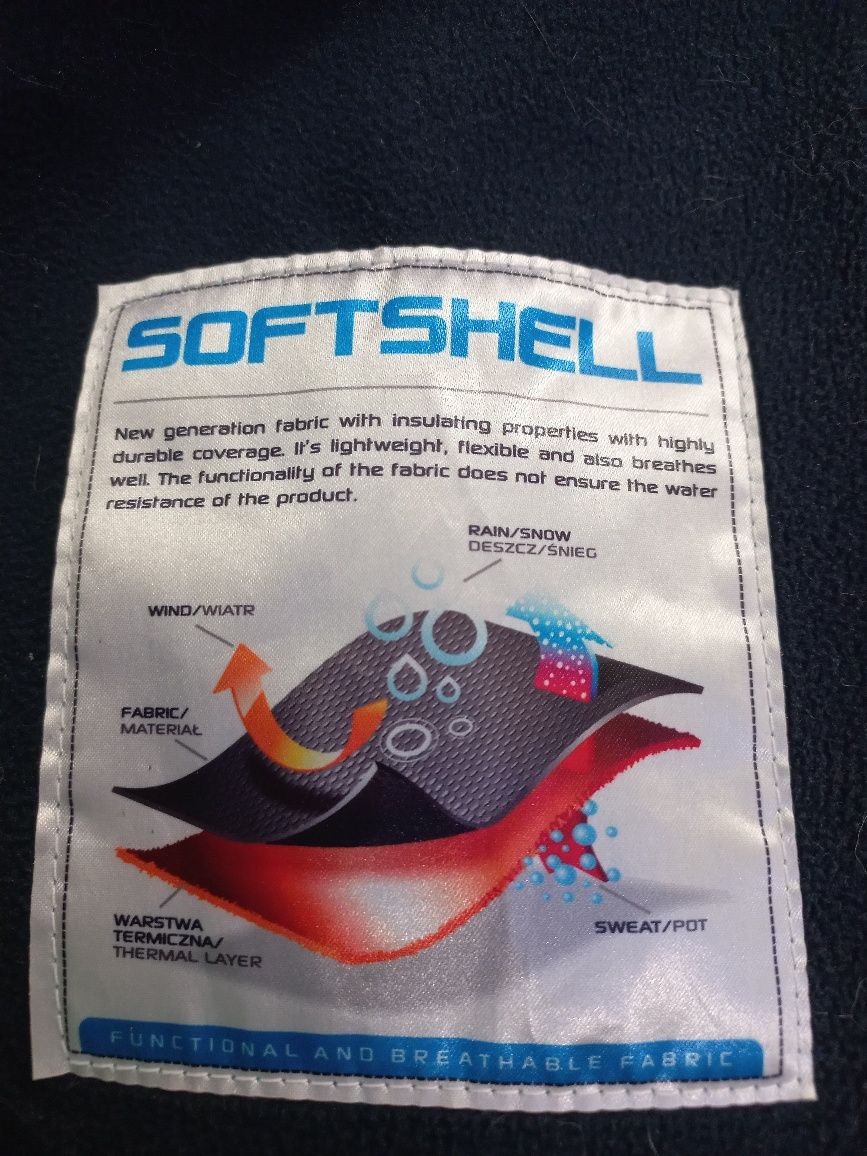 SOFTSHELL
New generation fabric with insulating properties with highly
durable coverage. It's lightweight, flexible and also breathes
well. The functionality of the fabric does not ensure the water
resistance of the product.
RAIN/SNOW
DESZCZ/ŚNIEG
WIND/WIATR
FABRIC/
MATERIAŁ
WARSTWA
TERMICZNA/
THERMAL LAYER
SWEAT/POT
FUNCTIONAL AND BREATHABLE FABRIC